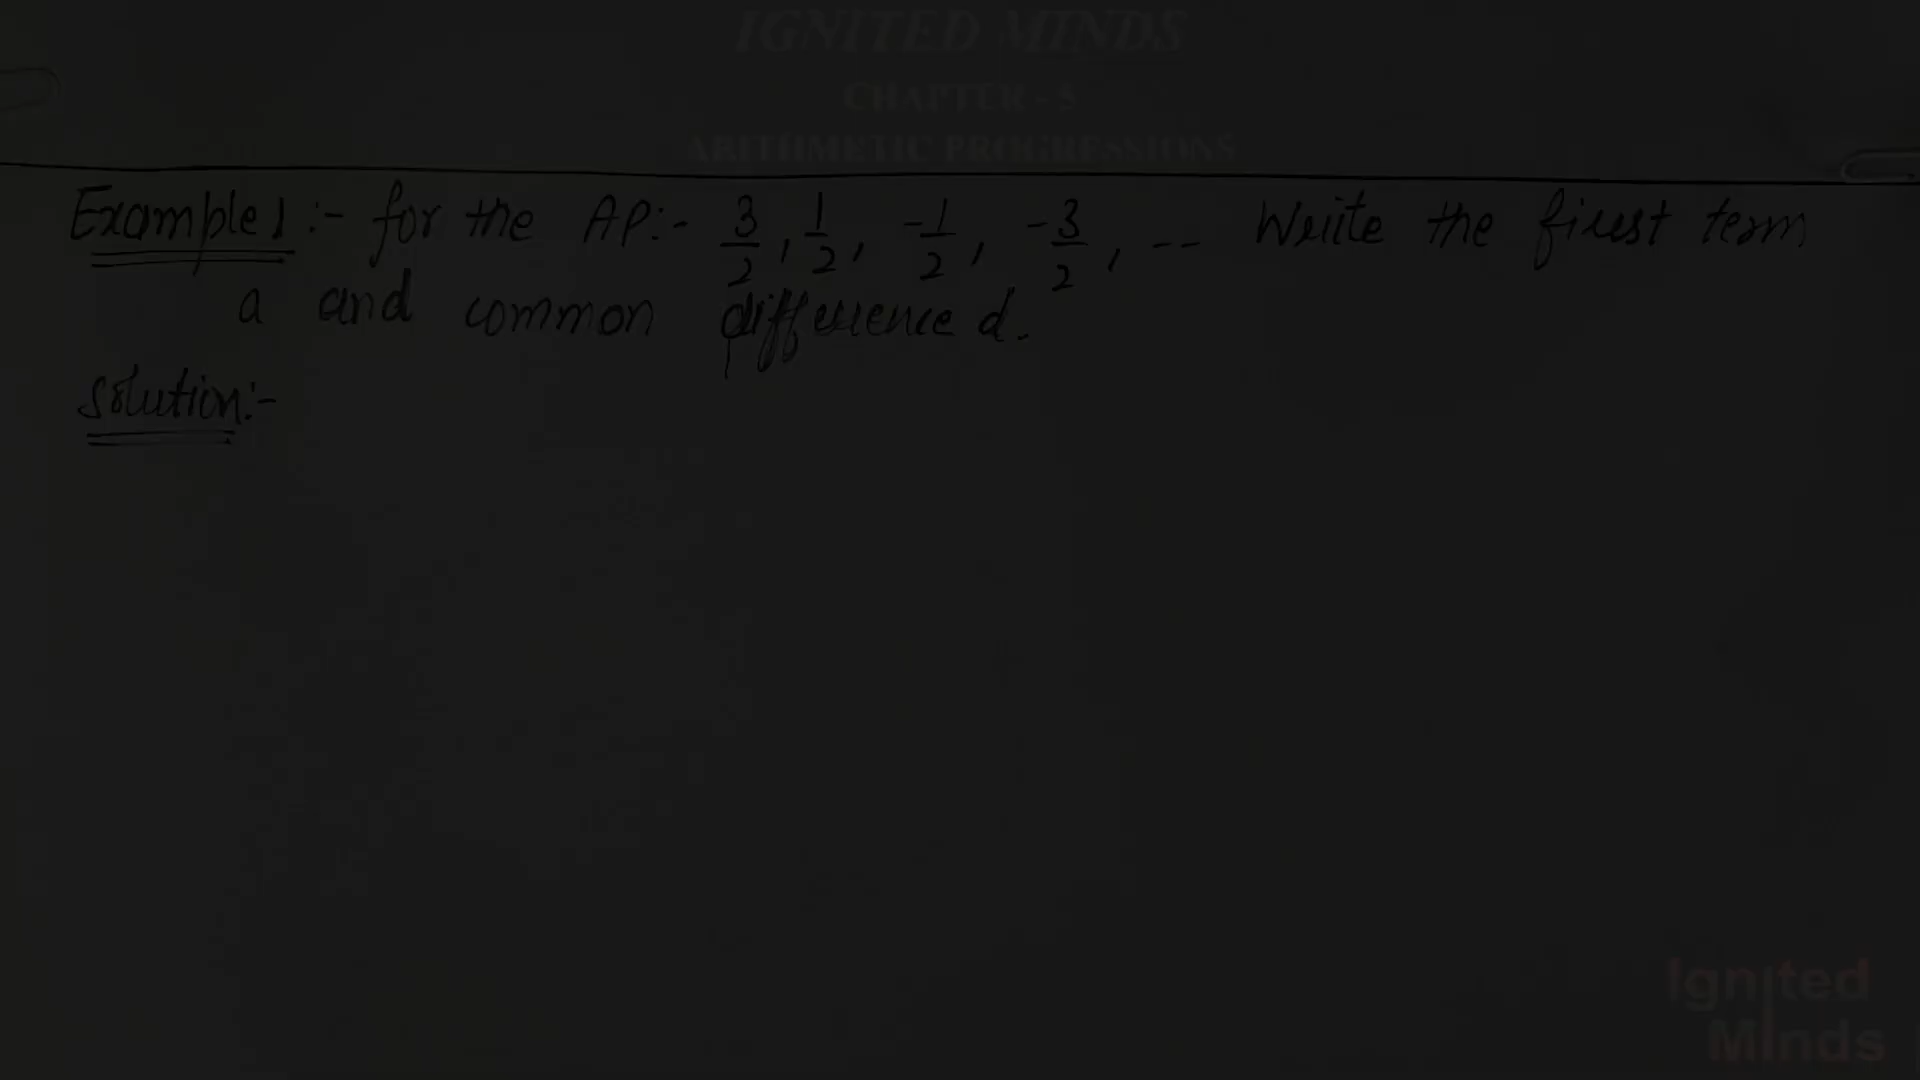 IGNITED MINDS
CHAPTER - 5
ARITHMETIC PROGRESSIONS
Example 1 :- for the AP:- 3/2, 1/2, -1/2, -3/2, -- Write the first term
a and common difference d.
Solution:-
Ignited
Minds